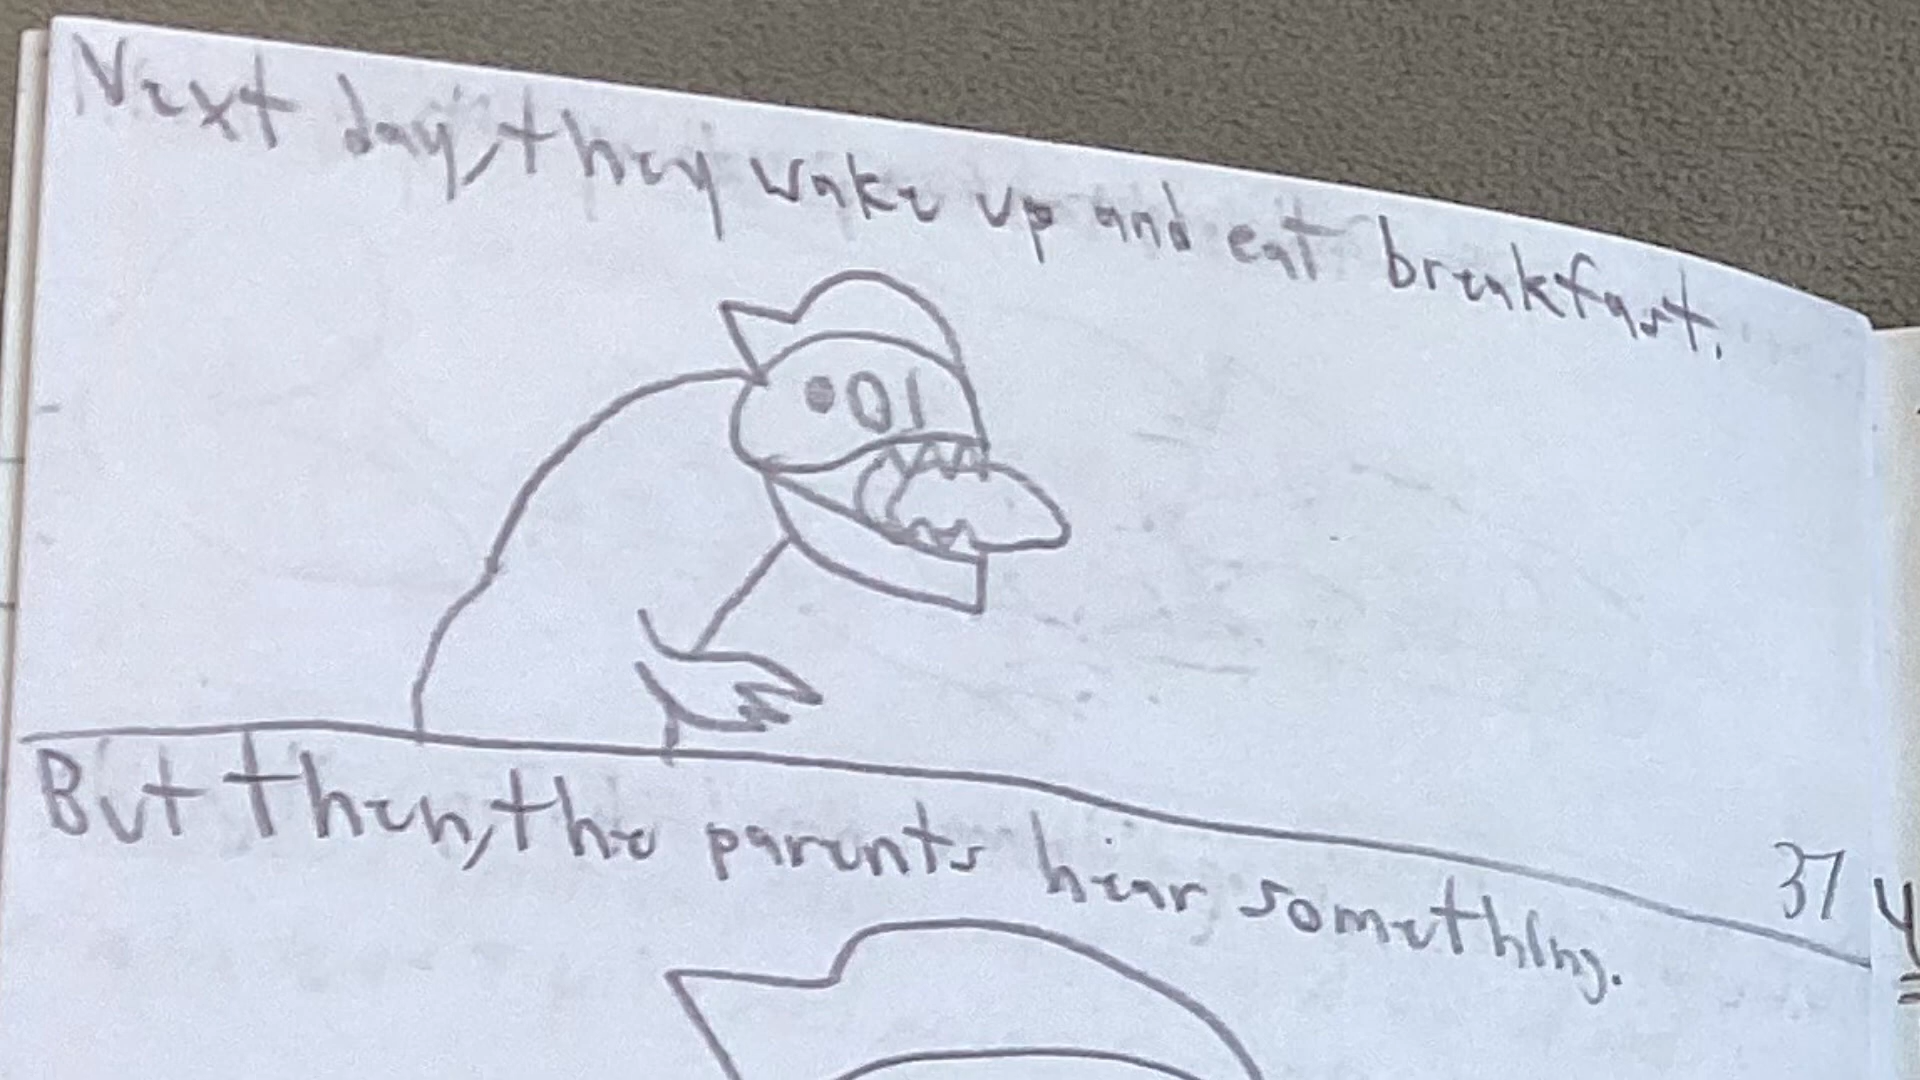 Next day, they wake up and eat breakfast.
But then, the parents hear something.
37